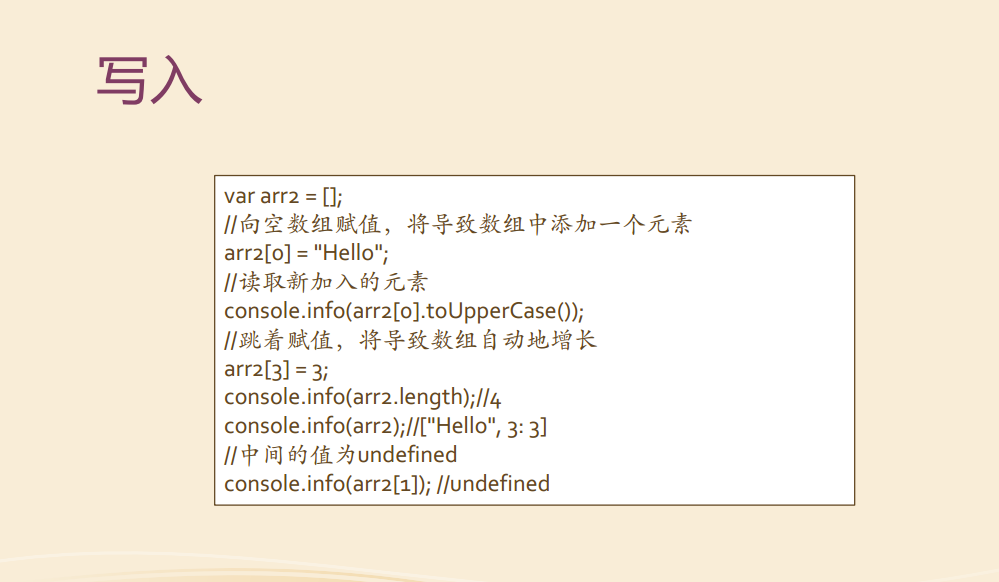 写入
var arr2 = [];
//向空数组赋值，将导致数组中添加一个元素
arr2[0] = "Hello";
//读取新加入的元素
console.info(arr2[0].toUpperCase());
//跳着赋值，将导致数组自动地增长
arr2[3] = 3;
console.info(arr2.length);//4
console.info(arr2);//["Hello", 3: 3]
//中间的值为undefined
console.info(arr2[1]); //undefined